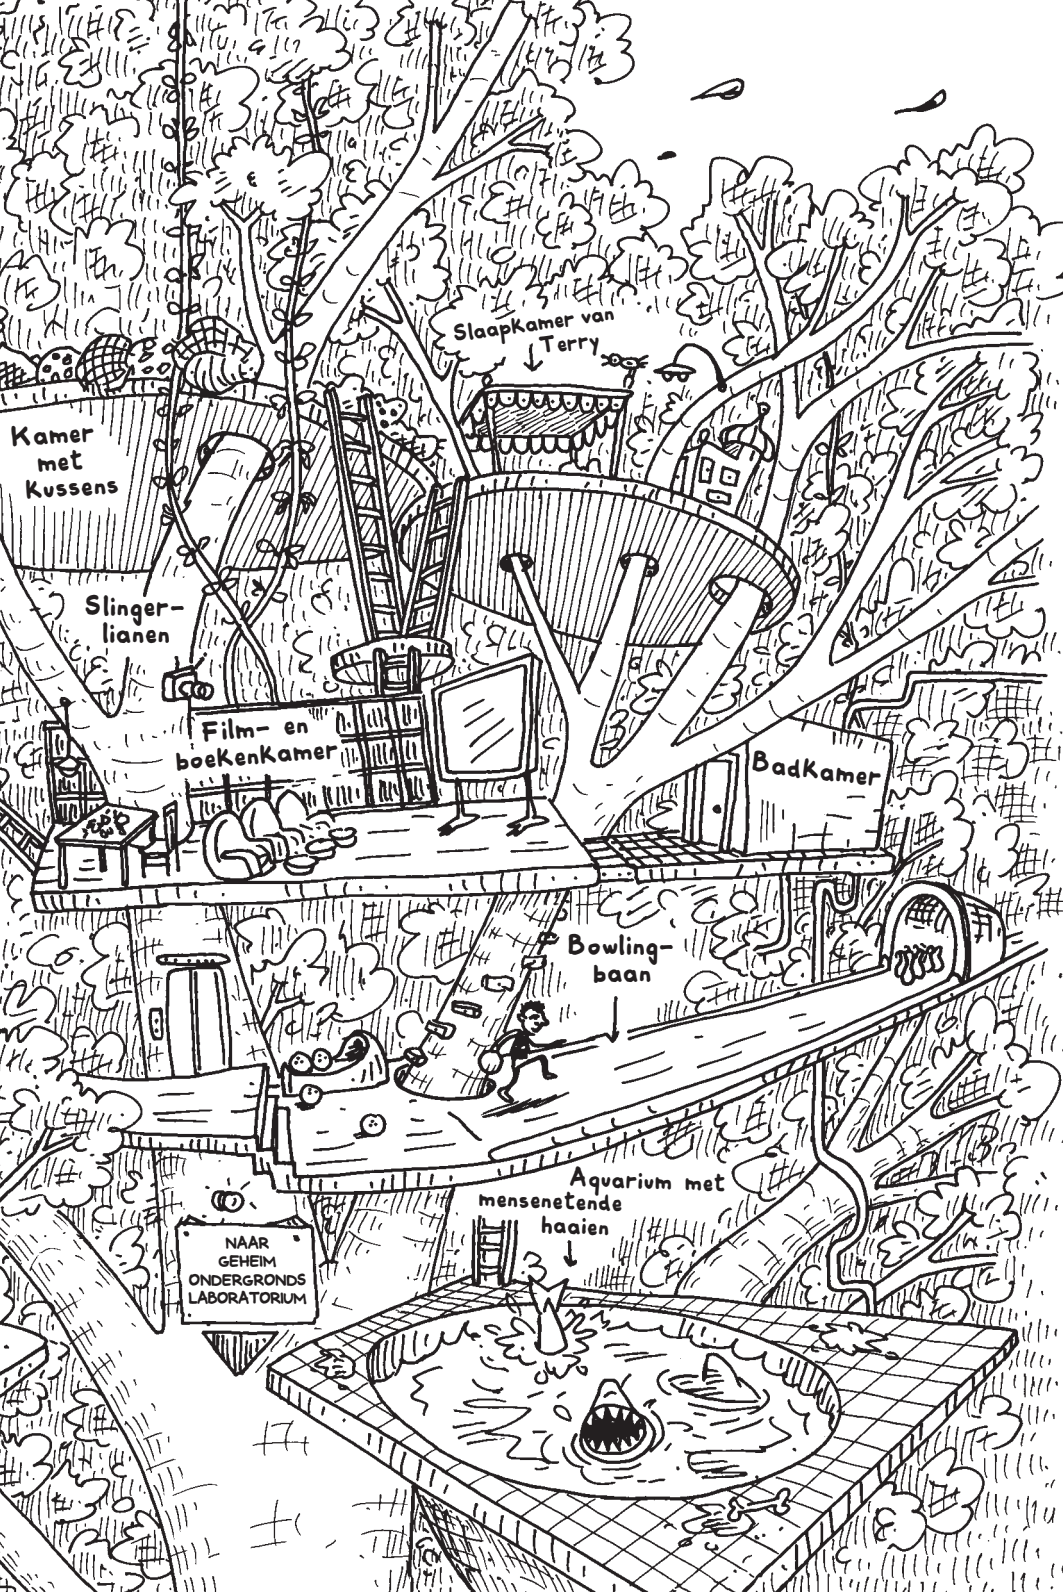 Slaapkamer van
Terry
Kamer
met
Kussens
Slinger-
lianen
Film- en
boekenkamer
Badkamer
Bowling-
baan
Aquarium met
mensenetende
haaien
NAAR
GEHEIM
ONDERGRONDS
LABORATORIUM